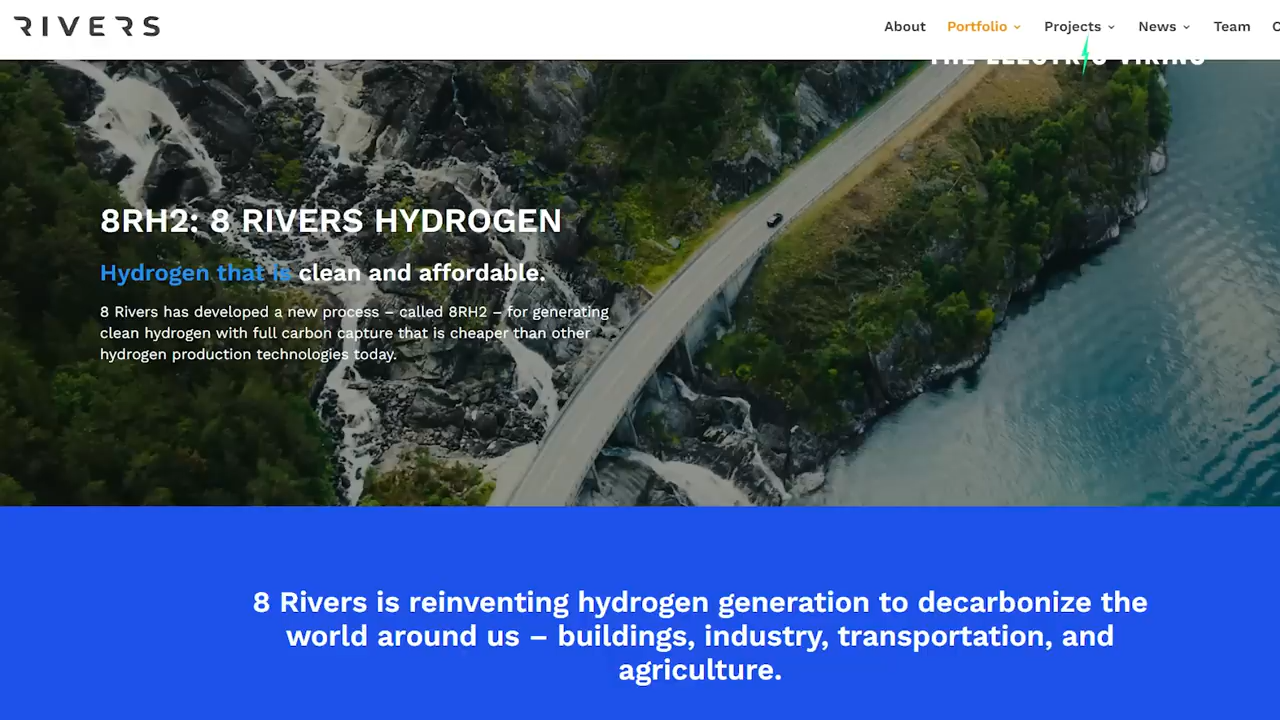 RIVERS
About Portfolio Projects News Team
THE ELECTRIC VIKING
8RH2: 8 RIVERS HYDROGEN
Hydrogen that is clean and affordable.
8 Rivers has developed a new process – called 8RH2 – for generating
clean hydrogen with full carbon capture that is cheaper than other
hydrogen production technologies today.
8 Rivers is reinventing hydrogen generation to decarbonize the
world around us – buildings, industry, transportation, and
agriculture.